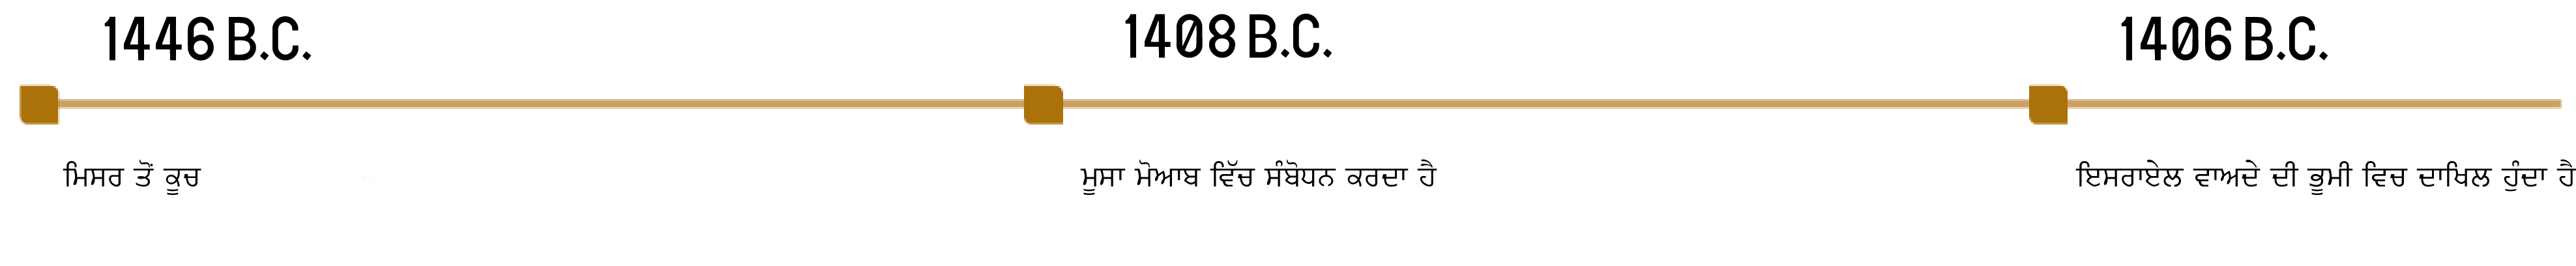 1446 B.C.
1408 B.C.
1406 B.C.
ਮਿਸਰ ਤੋਂ ਕੂਚ
ਮੂਸਾ ਮੋਆਬ ਵਿੱਚ ਸੰਬੋਧਨ ਕਰਦਾ ਹੈ
ਇਸਰਾਏਲ ਵਾਅਦੇ ਦੀ ਭੂਮੀ ਵਿਚ ਦਾਖਿਲ ਹੁੰਦਾ ਹੈ